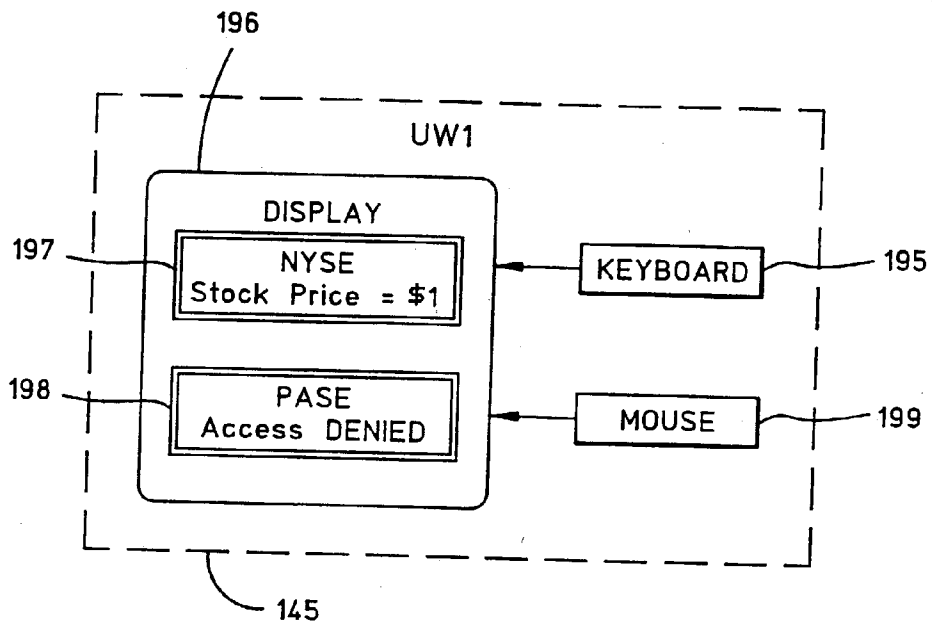 196
UW1
DISPLAY
197
NYSE
Stock Price = $1
KEYBOARD
195
198
PASE
Access DENIED
MOUSE
199
145